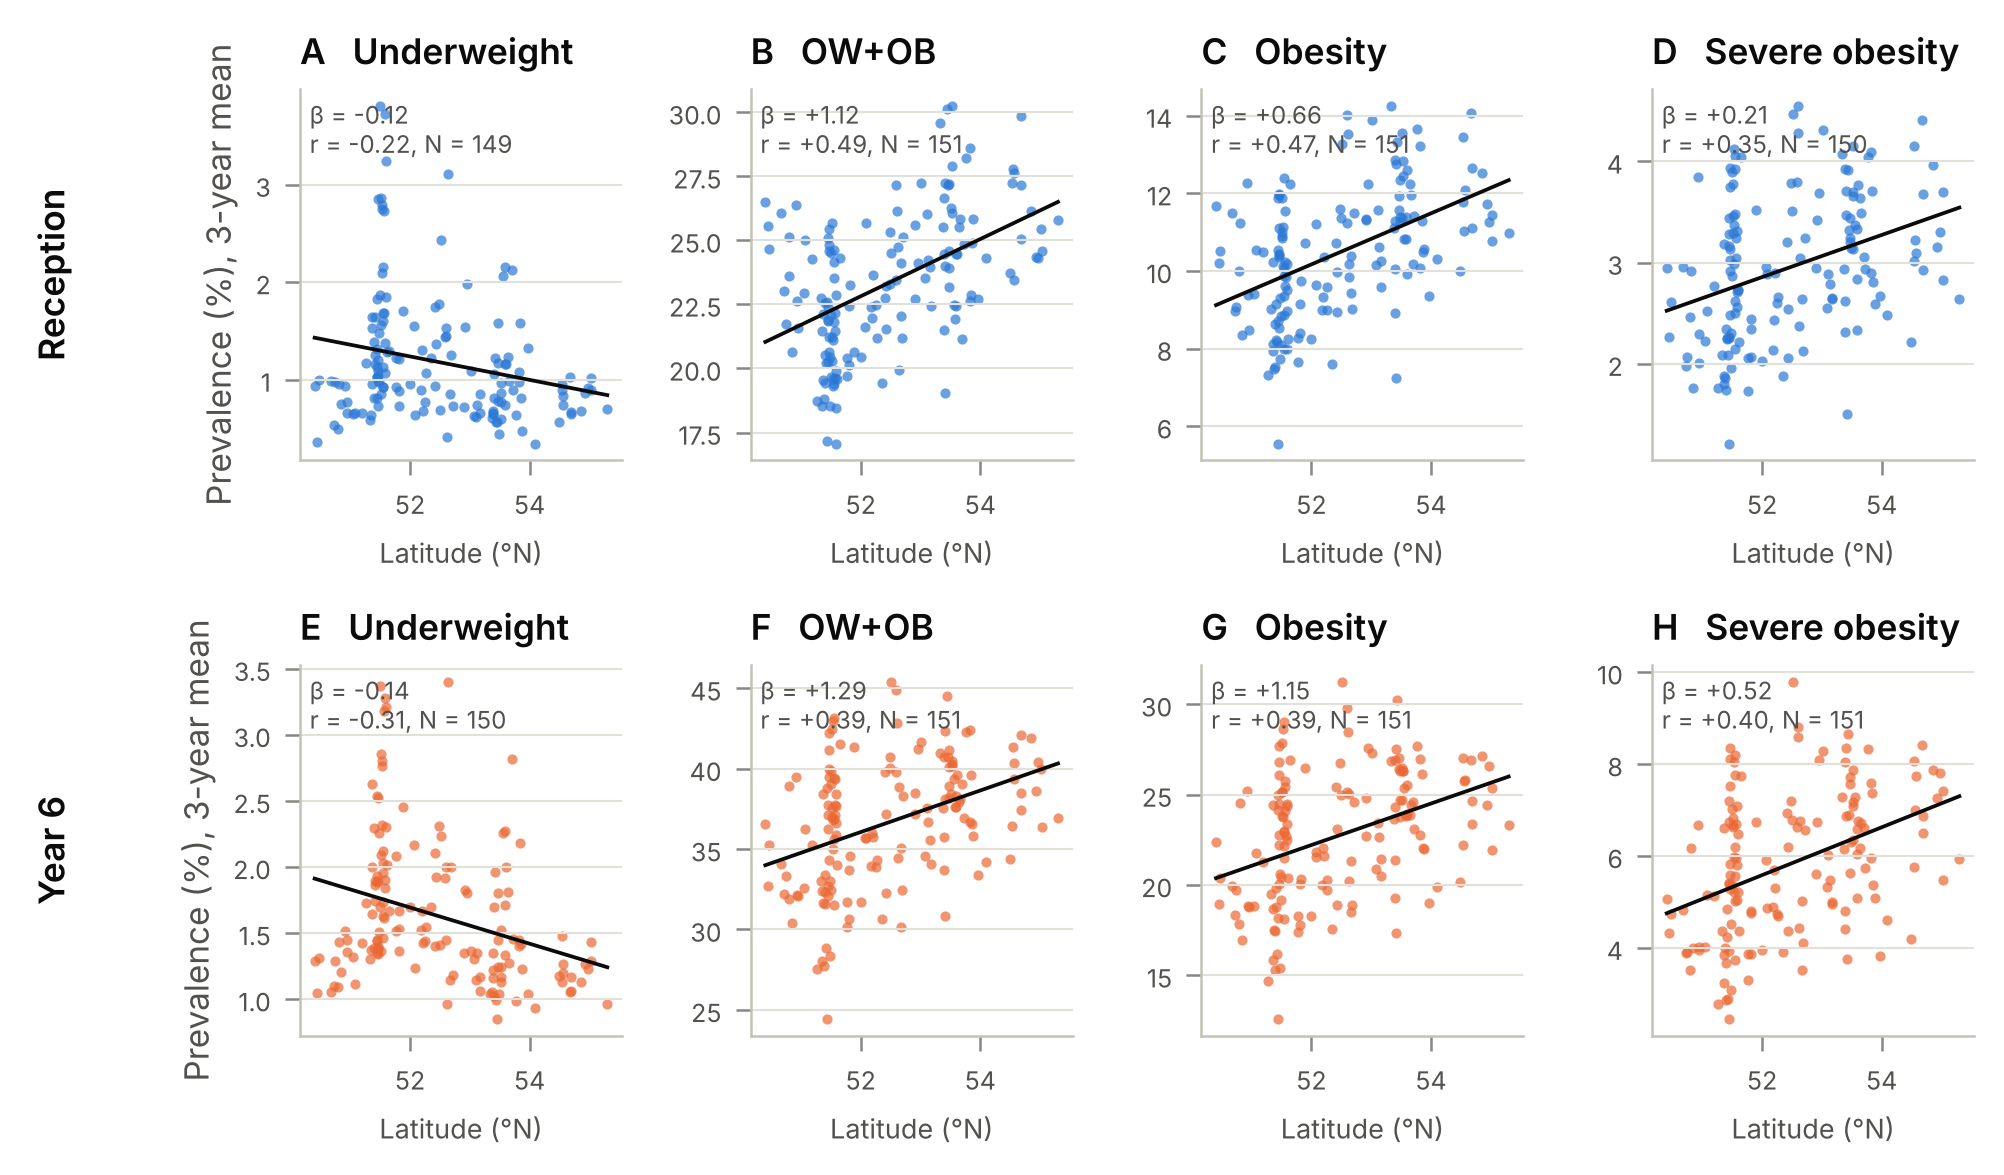 A Underweight
B OW+OB
C Obesity
D Severe obesity
Reception
Prevalence (%), 3-year mean
β = -0.12
r = -0.22, N = 149
3
2
1
52
54
Latitude (°N)
β = +1.12
r = +0.49, N = 151
30.0
27.5
25.0
22.5
20.0
17.5
52
54
Latitude (°N)
β = +0.66
r = +0.47, N = 151
14
12
10
8
6
52
54
Latitude (°N)
β = +0.21
r = +0.35, N = 150
4
3
2
52
54
Latitude (°N)
E Underweight
F OW+OB
G Obesity
H Severe obesity
Year 6
Prevalence (%), 3-year mean
β = -0.14
r = -0.31, N = 150
3.5
3.0
2.5
2.0
1.5
1.0
52
54
Latitude (°N)
β = +1.29
r = +0.39, N = 151
45
40
35
30
25
52
54
Latitude (°N)
β = +1.15
r = +0.39, N = 151
30
25
20
15
52
54
Latitude (°N)
β = +0.52
r = +0.40, N = 151
10
8
6
4
52
54
Latitude (°N)